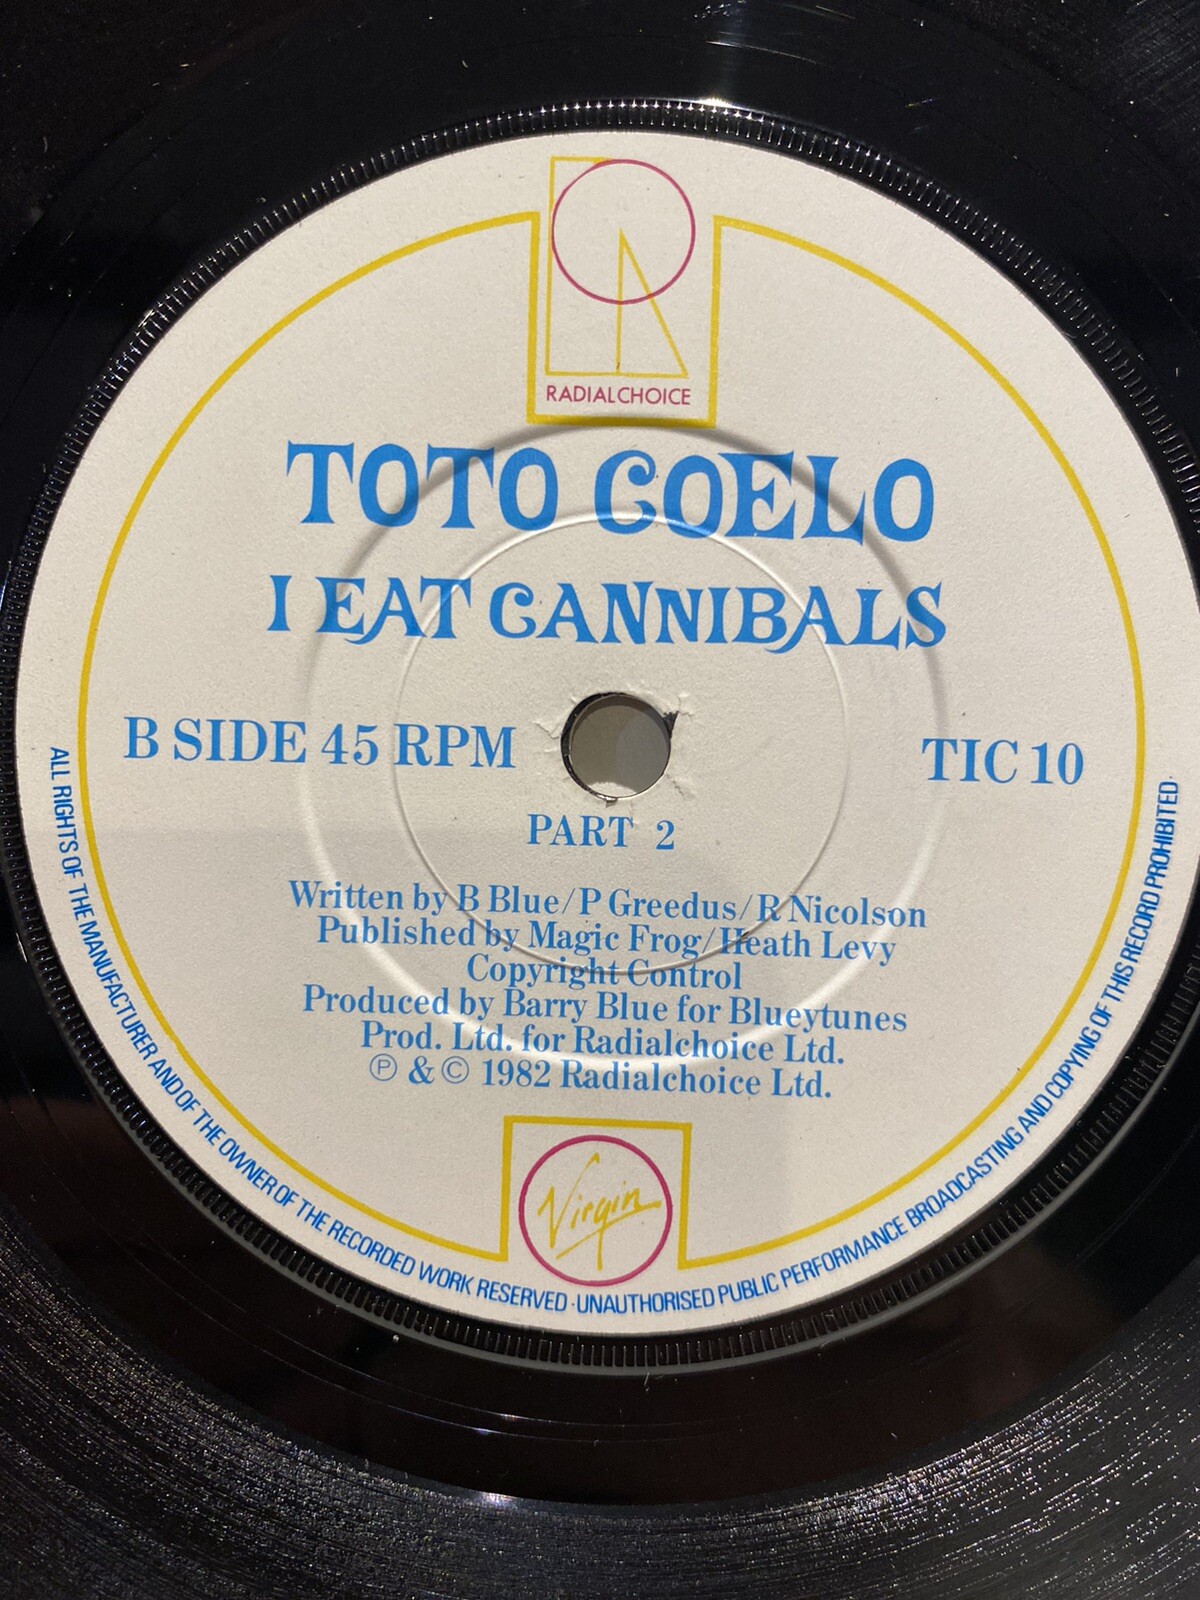 RADIALCHOICE
TOTO COELO
I EAT CANNIBALS
B SIDE 45 RPM
TIC 10
PART 2
Written by B Blue/P Greedus/R Nicolson
Published by Magic Frog/Heath Levy
Copyright Control
Produced by Barry Blue for Blueytunes
Prod. Ltd. for Radialchoice Ltd.
℗ & © 1982 Radialchoice Ltd.
Virgin
ALL RIGHTS OF THE MANUFACTURER AND OF THE OWNER OF THE RECORDED WORK RESERVED · UNAUTHORISED PUBLIC PERFORMANCE BROADCASTING AND COPYING OF THIS RECORD PROHIBITED·